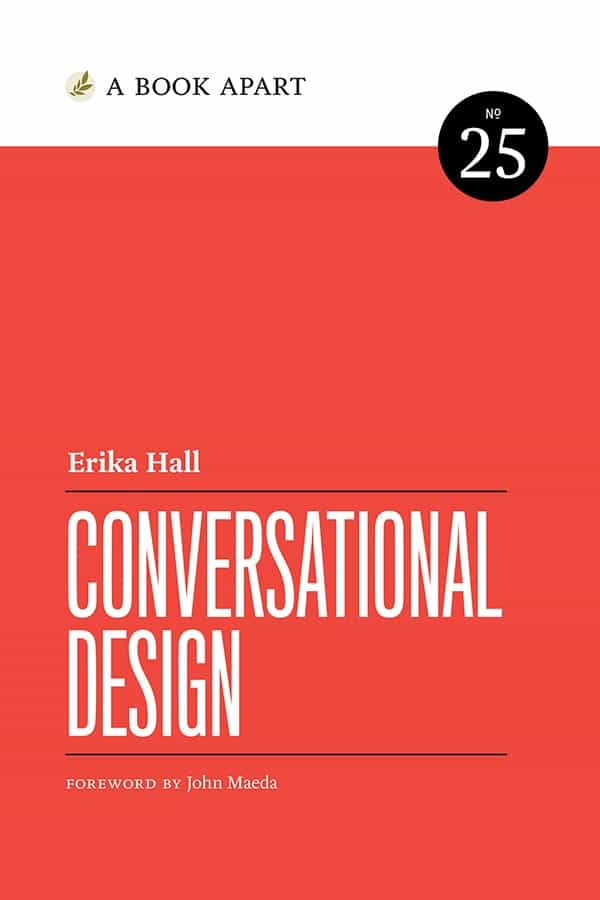 A BOOK APART
Nº
25
Erika Hall
CONVERSATIONAL
DESIGN
FOREWORD BY John Maeda